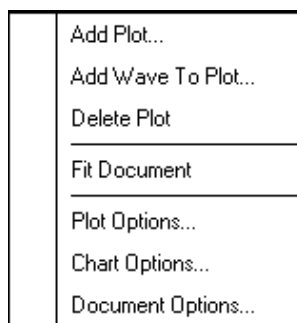 Add Plot...
Add Wave To Plot...
Delete Plot
Fit Document
Plot Options...
Chart Options...
Document Options...